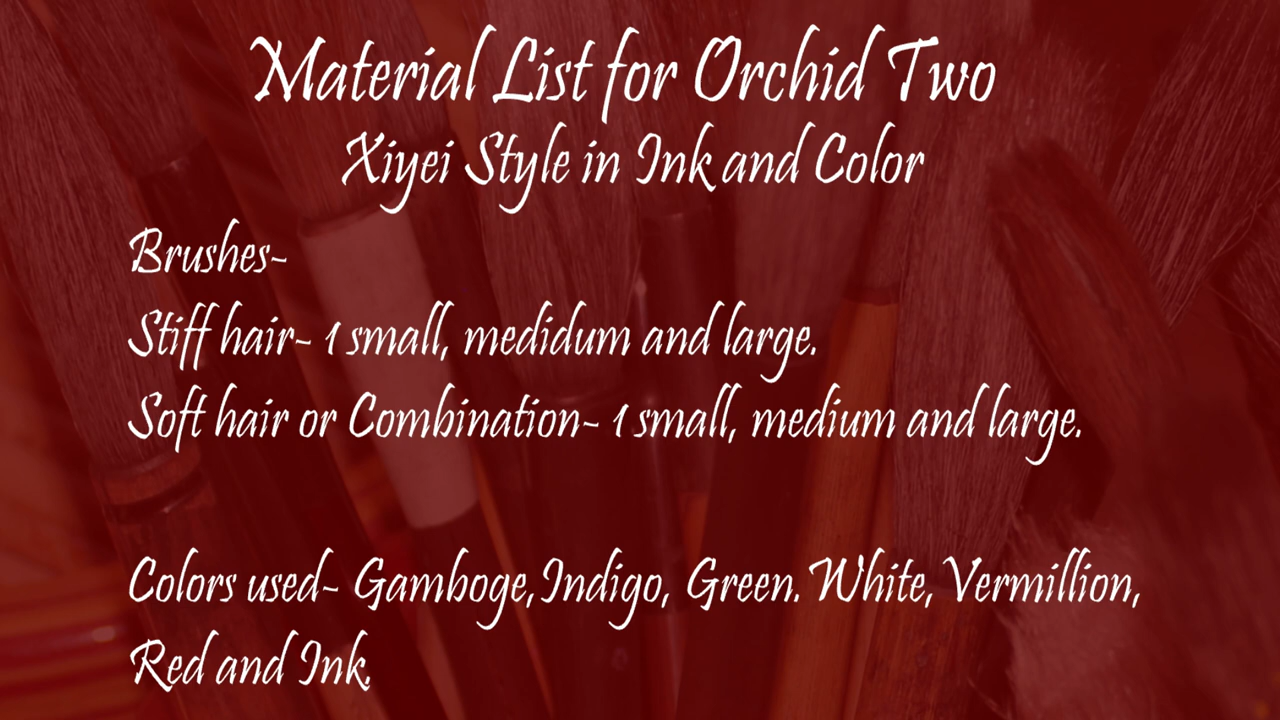 Material List for Orchid Two
Xiyei Style in Ink and Color
Brushes-
Stiff hair- 1 small, medidum and large.
Soft hair or Combination- 1 small, medium and large.
Colors used- Gamboge,Indigo, Green. White, Vermillion,
Red and Ink.